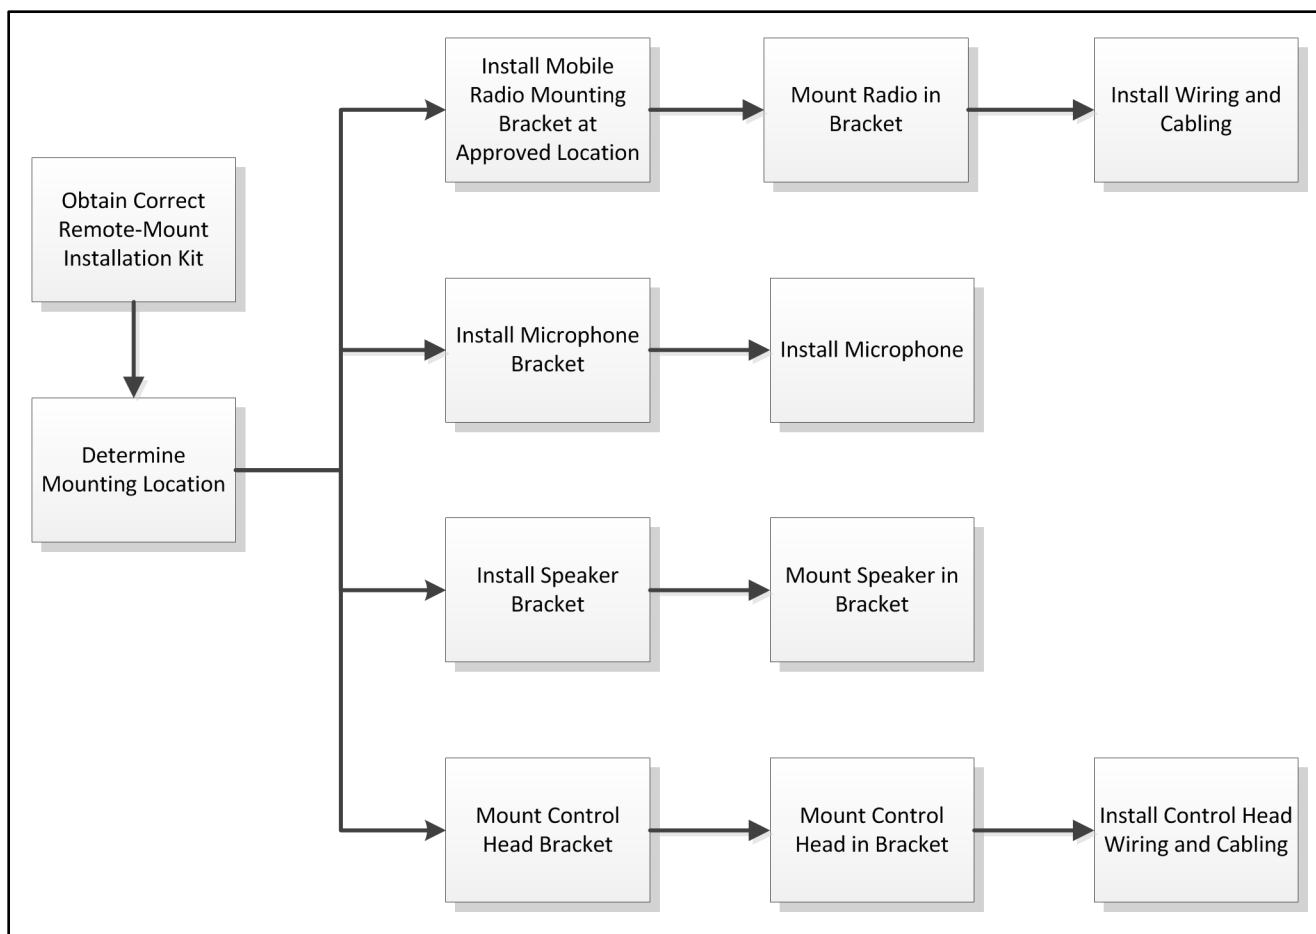 Obtain Correct
Remote-Mount
Installation Kit
Determine
Mounting Location
Install Mobile
Radio Mounting
Bracket at
Approved Location
Mount Radio in
Bracket
Install Wiring and
Cabling
Install Microphone
Bracket
Install Microphone
Install Speaker
Bracket
Mount Speaker in
Bracket
Mount Control
Head Bracket
Mount Control
Head in Bracket
Install Control Head
Wiring and Cabling